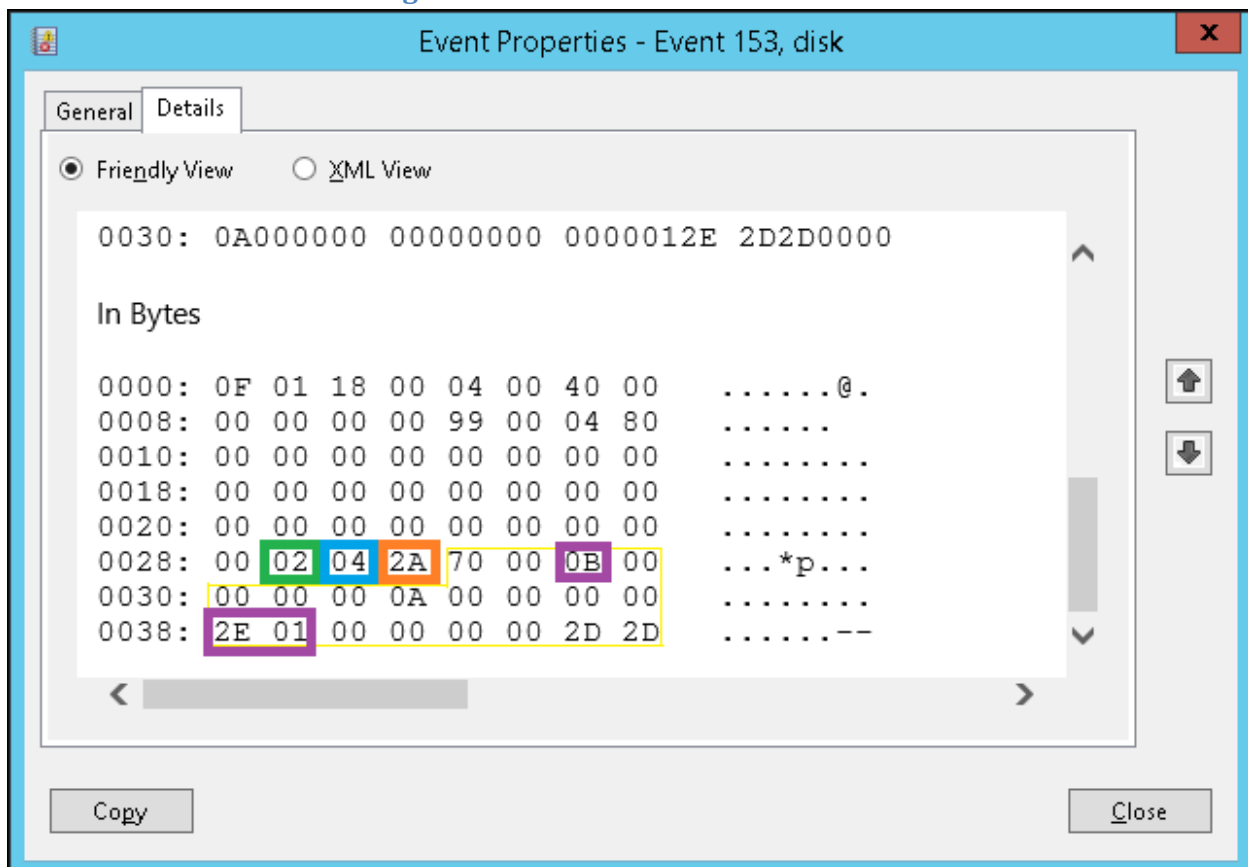 Event Properties - Event 153, disk
x
General Details
Friendly View XML View
0030: 0A000000 00000000 0000012E 2D2D0000
In Bytes
0000: 0F 01 18 00 04 00 40 00 ......@.
0008: 00 00 00 00 99 00 04 80 ......
0010: 00 00 00 00 00 00 00 00 ........
0018: 00 00 00 00 00 00 00 00 ........
0020: 00 00 00 00 00 00 00 00 ........
0028: 00 02 04 2A 70 00 0B 00 ...*p...
0030: 00 00 00 0A 00 00 00 00 ........
0038: 2E 01 00 00 00 00 2D 2D ......--
Copy Close